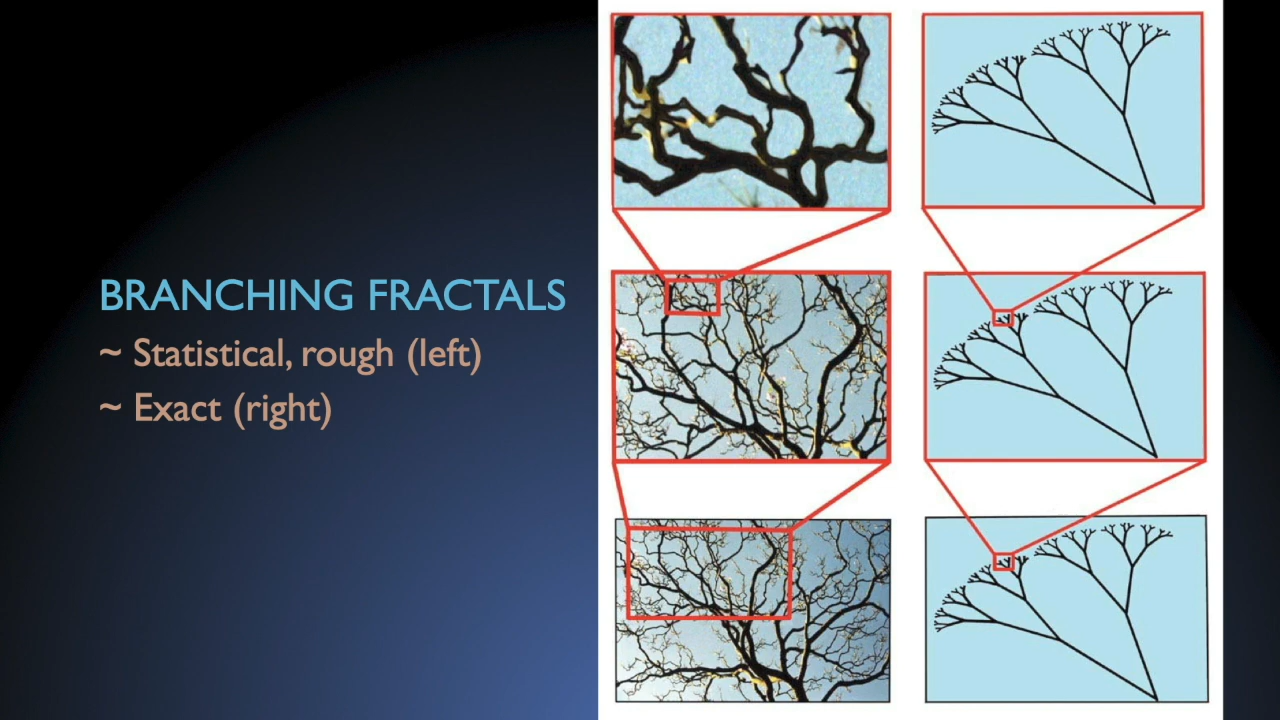 BRANCHING FRACTALS
~ Statistical, rough (left)
~ Exact (right)